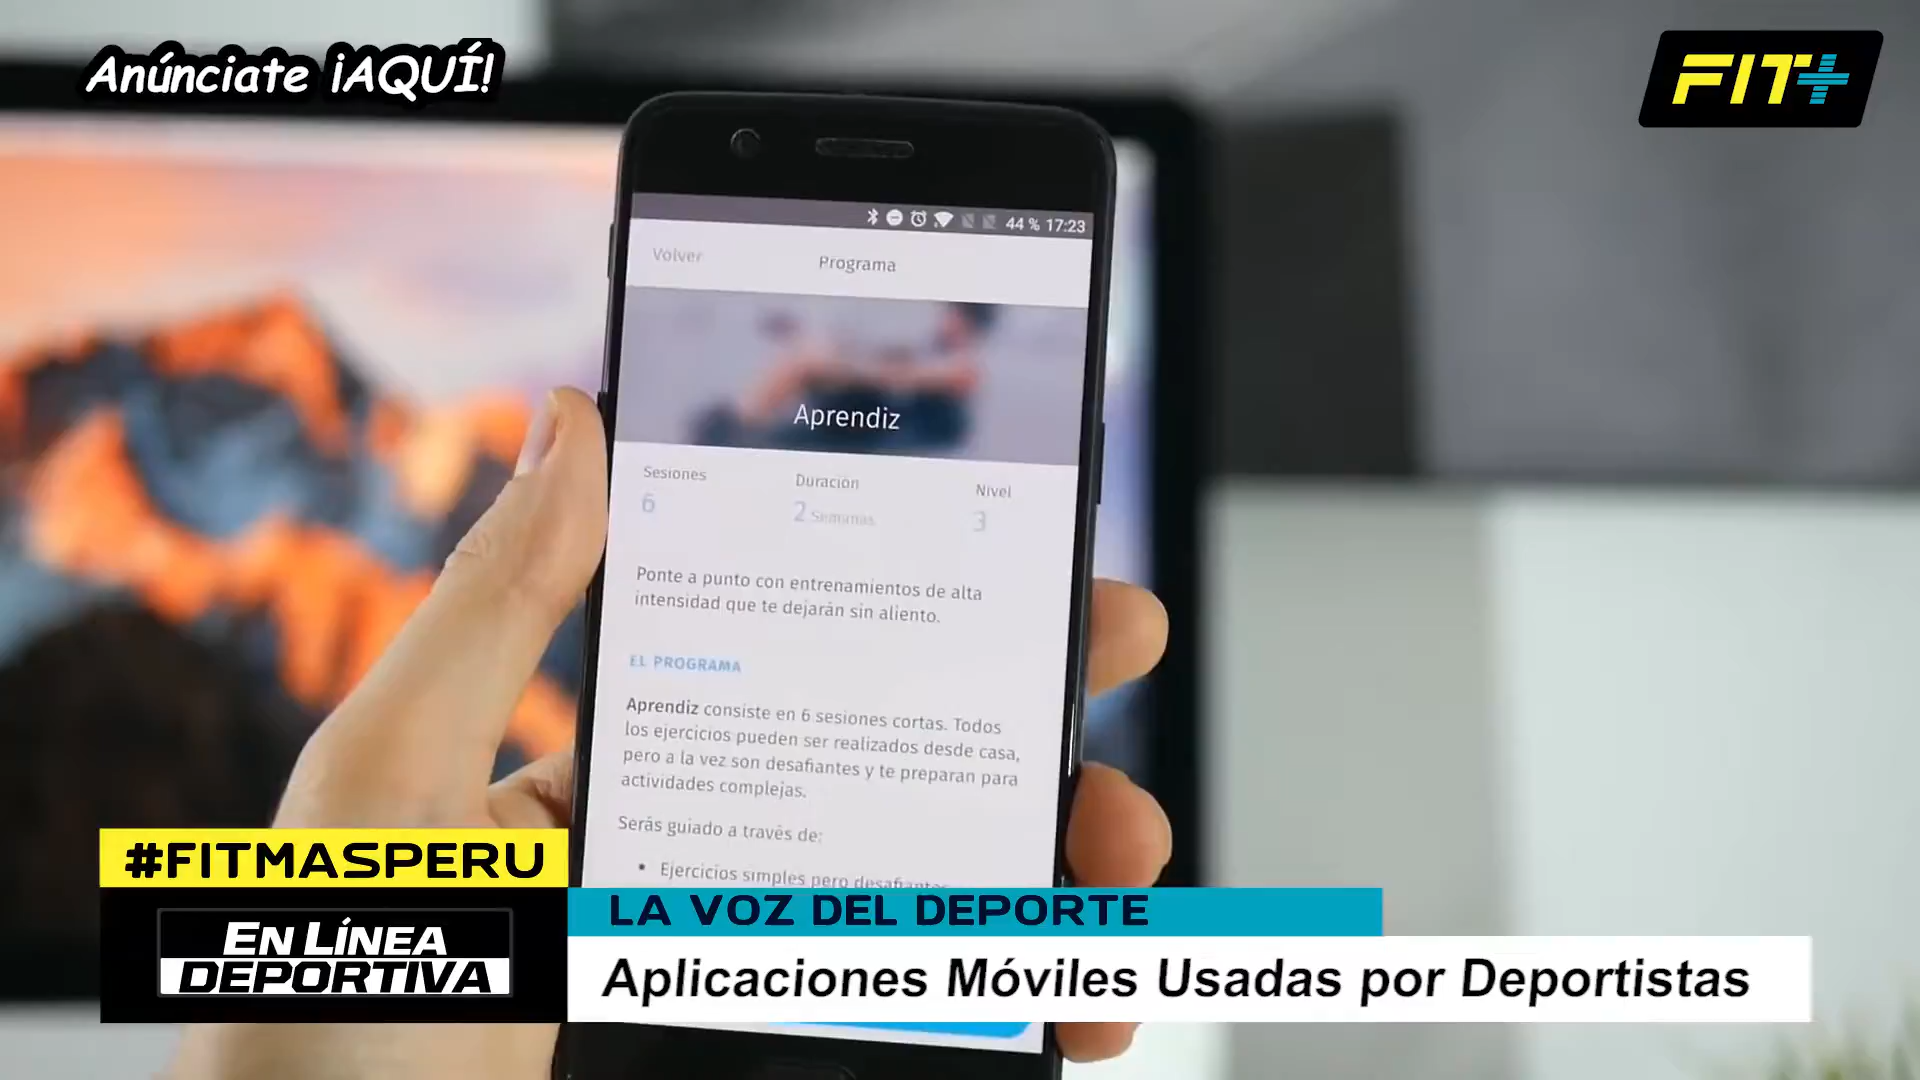 Anúnciate ¡AQUÍ!
FIT+
44 % 17:23
Volver
Programa
Aprendiz
Sesiones
Duración
Nivel
6
2 Semanas
3
Ponte a punto con entrenamientos de alta
intensidad que te dejarán sin aliento.
EL PROGRAMA
Aprendiz consiste en 6 sesiones cortas. Todos
los ejercicios pueden ser realizados desde casa,
pero a la vez son desafiantes y te preparan para
actividades complejas.
Serás guiado a través de:
• Ejercicios simples pero desafiantes
#FITMASPERU
LA VOZ DEL DEPORTE
EN LÍNEA
DEPORTIVA
Aplicaciones Móviles Usadas por Deportistas